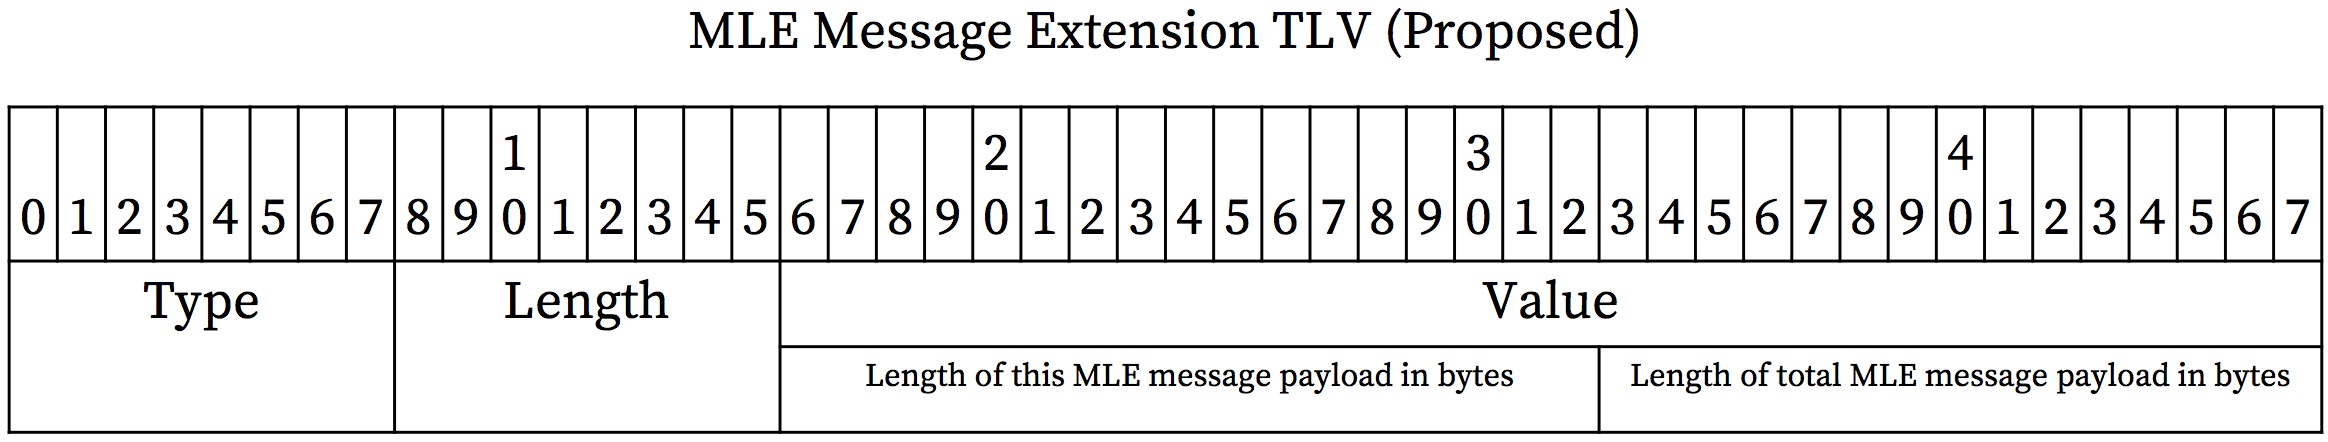 MLE Message Extension TLV (Proposed)
1 2 3 4
0 1 2 3 4 5 6 7 8 9 0 1 2 3 4 5 6 7 8 9 0 1 2 3 4 5 6 7 8 9 0 1 2 3 4 5 6 7 8 9 0 1 2 3 4 5 6 7
Type Length Value
Length of this MLE message payload in bytes Length of total MLE message payload in bytes